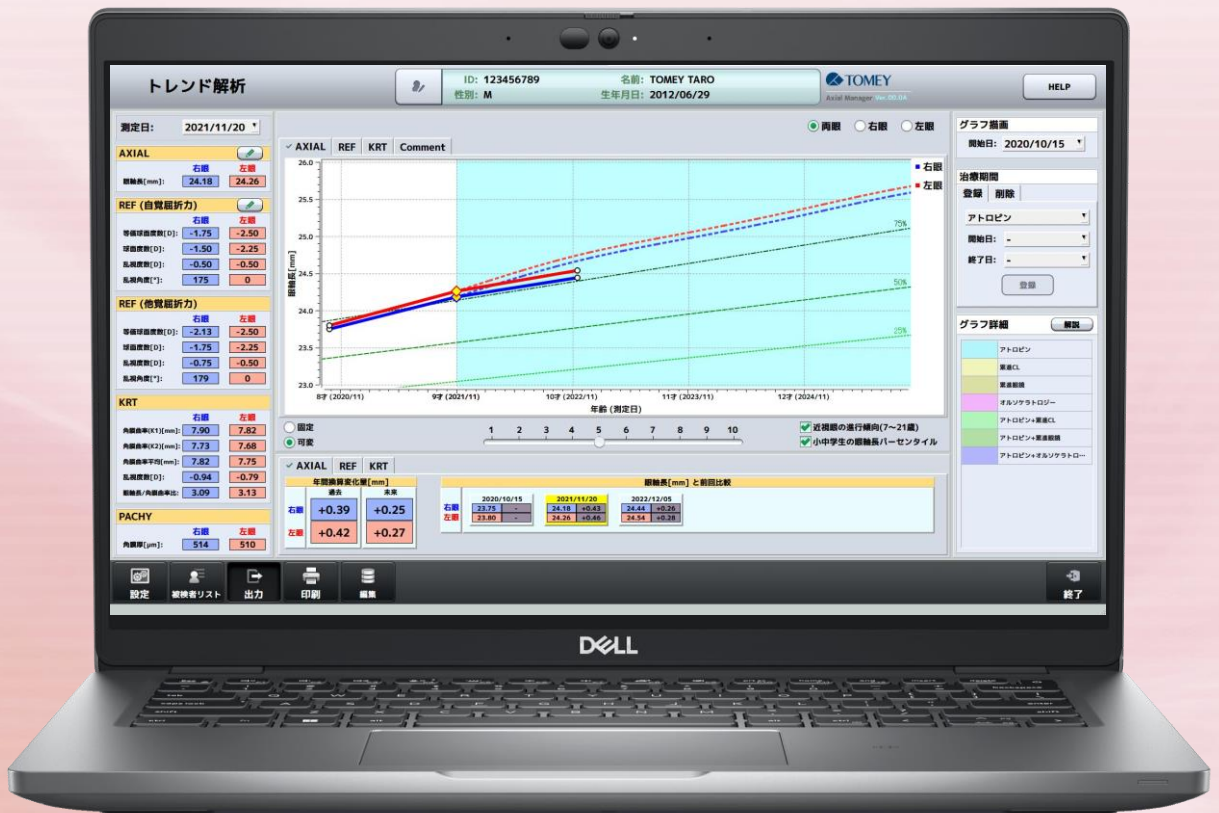 トレンド解析
ID: 123456789 名前: TOMEY TARO
性別: M 生年月日: 2012/06/29
TOMEY
Axial Manager Ver.00.0A
HELP
測定日: 2021/11/20
AXIAL
右眼 左眼
眼軸長[mm]: 24.18 24.26
REF (自覚屈折力)
右眼 左眼
等価球面度数[D]: -1.75 -2.50
球面度数[D]: -1.50 -2.25
乱視度数[D]: -0.50 -0.50
乱視角度[°]: 175 0
REF (他覚屈折力)
右眼 左眼
等価球面度数[D]: -2.13 -2.50
球面度数[D]: -1.75 -2.25
乱視度数[D]: -0.75 -0.50
乱視角度[°]: 179 0
KRT
右眼 左眼
角膜曲率(K1)[mm]: 7.90 7.82
角膜曲率(K2)[mm]: 7.73 7.68
角膜曲率平均[mm]: 7.82 7.75
乱視度数[D]: -0.94 -0.79
眼軸長/角膜曲率比: 3.09 3.13
PACHY
右眼 左眼
角膜厚[μm]: 514 510
両眼 右眼 左眼
AXIAL REF KRT Comment
右眼
左眼
眼軸長[mm]
26.0
25.5
25.0
24.5
24.0
23.5
23.0
75%
50%
25%
8才(2020/11) 9才(2021/11) 10才(2022/11) 11才(2023/11) 12才(2024/11)
年齢 (測定日)
固定
可変
1 2 3 4 5 6 7 8 9 10
近視眼の進行傾向(7~21歳)
小中学生の眼軸長パーセンタイル
AXIAL REF KRT
年間換算変化量[mm]
過去 未来
右眼 +0.39 +0.25
左眼 +0.42 +0.27
眼軸長[mm] と前回比較
2020/10/15 2021/11/20 2022/12/05
右眼 23.75 - 24.18 +0.43 24.44 +0.26
左眼 23.80 - 24.26 +0.46 24.54 +0.28
グラフ描画
開始日: 2020/10/15
治療期間
登録 削除
アトロピン
開始日: -
終了日: -
登録
グラフ詳細 解説
アトロピン
累進CL
累進眼鏡
オルソケラトロジー
アトロピン+累進CL
アトロピン+累進眼鏡
アトロピン+オルソケラトロ…
設定 被検者リスト 出力 印刷 編集 終了
DELL